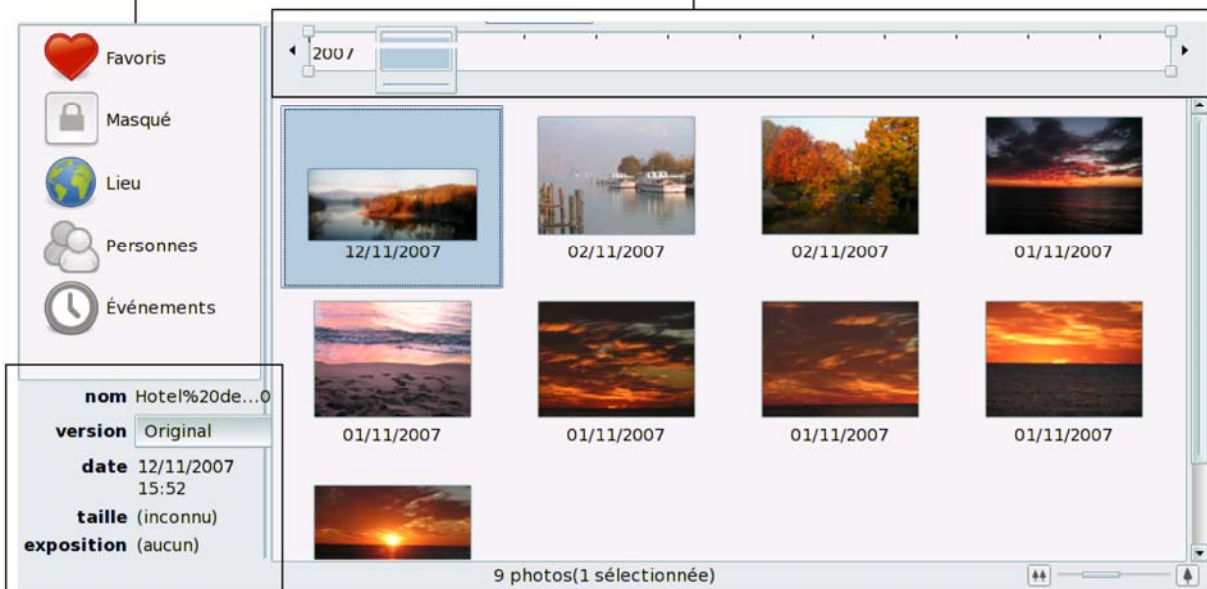 Favoris
Masqué
Lieu
Personnes
Événements
nom Hotel%20de...0
version Original
date 12/11/2007
15:52
taille (inconnu)
exposition (aucun)
2007
12/11/2007
02/11/2007
02/11/2007
01/11/2007
01/11/2007
01/11/2007
01/11/2007
01/11/2007
9 photos(1 sélectionnée)